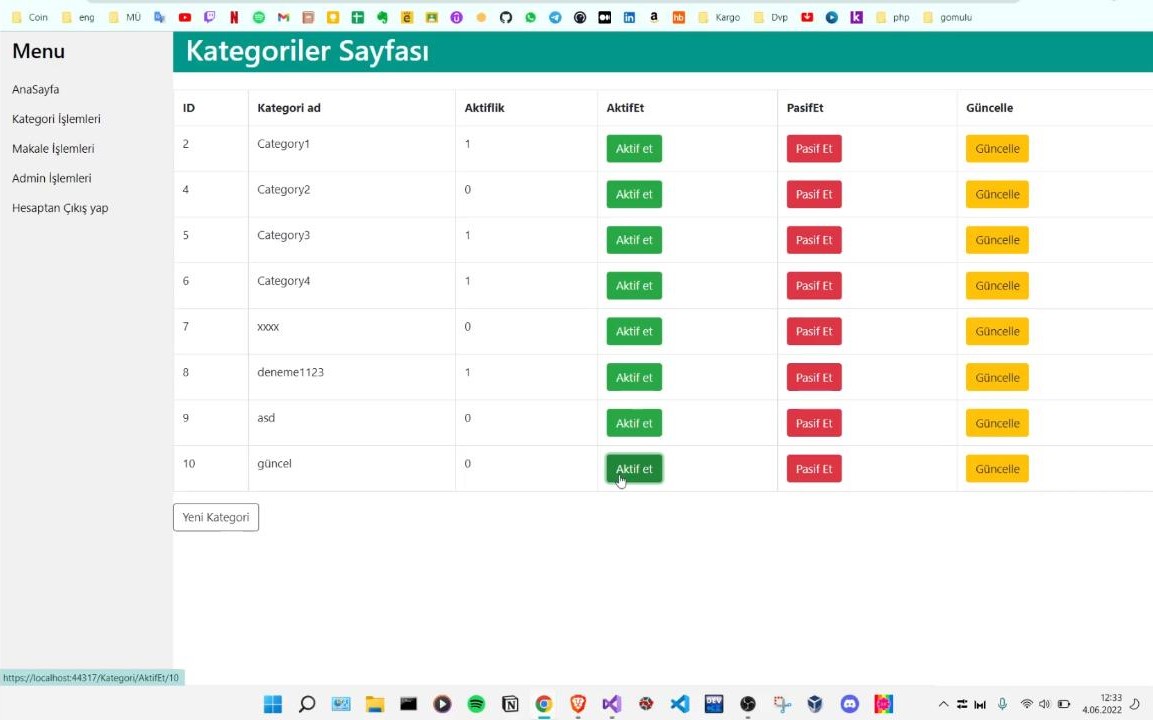 Coin eng MÜ Kargo Dvp php gomulu
Menu
Kategoriler Sayfası
AnaSayfa
Kategori İşlemleri
Makale İşlemleri
Admin İşlemleri
Hesaptan Çıkış yap
ID Kategori ad Aktiflik AktifEt PasifEt Güncelle
2 Category1 1 Aktif et Pasif Et Güncelle
4 Category2 0 Aktif et Pasif Et Güncelle
5 Category3 1 Aktif et Pasif Et Güncelle
6 Category4 1 Aktif et Pasif Et Güncelle
7 xxxx 0 Aktif et Pasif Et Güncelle
8 deneme1123 1 Aktif et Pasif Et Güncelle
9 asd 0 Aktif et Pasif Et Güncelle
10 güncel 0 Aktif et Pasif Et Güncelle
Yeni Kategori
https://localhost:44317/Kategori/AktifEt/10
12:33
4.06.2022